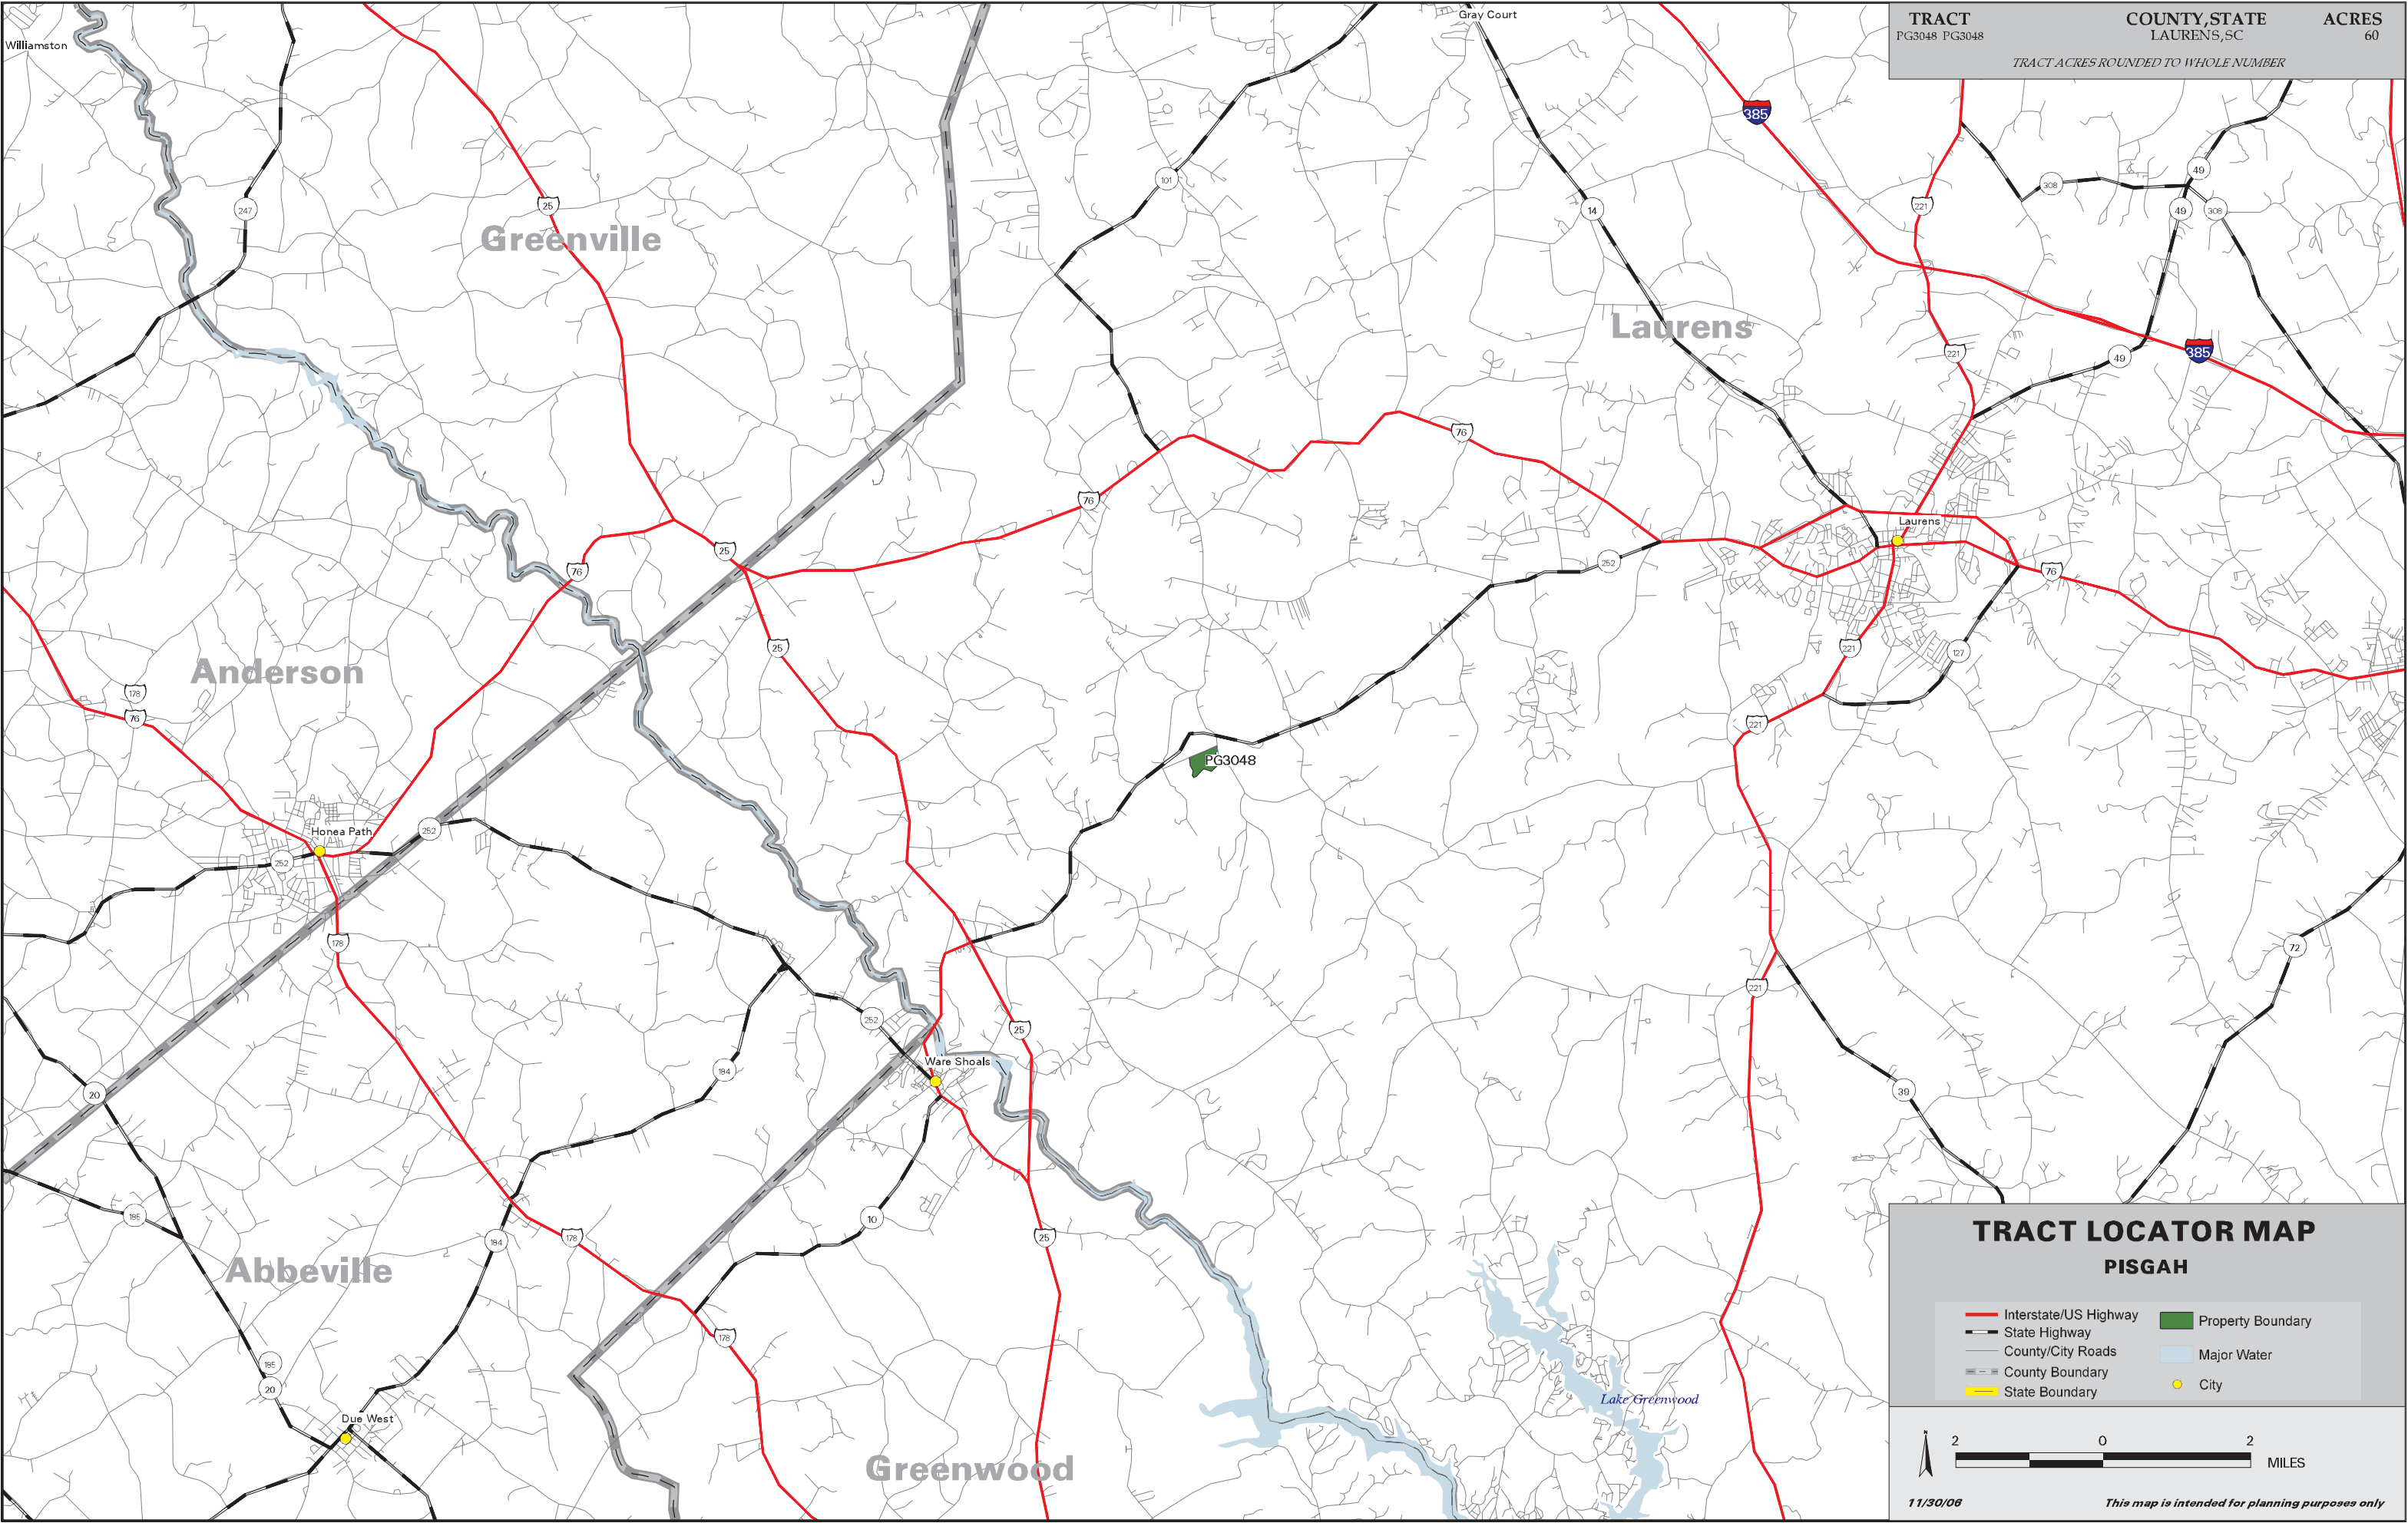 Williamston
Gray Court
TRACT COUNTY,STATE ACRES
PG3048 PG3048 LAURENS,SC 60
TRACT ACRES ROUNDED TO WHOLE NUMBER
385
101
308
49
247
25
14
221
49
308
Greenville
Laurens
221
49
385
76
76
Laurens
25
76
252
76
25
221
127
Anderson
178
76
221
PG3048
Honea Path
252
252
178
72
221
252
25
Ware Shoals
184
20
39
185
10
184
178
25
Abbeville
178
185
20
Due West
Lake Greenwood
Greenwood
TRACT LOCATOR MAP
PISGAH
Interstate/US Highway
State Highway
County/City Roads
County Boundary
State Boundary
Property Boundary
Major Water
City
N
2 0 2
MILES
11/30/06 This map is intended for planning purposes only